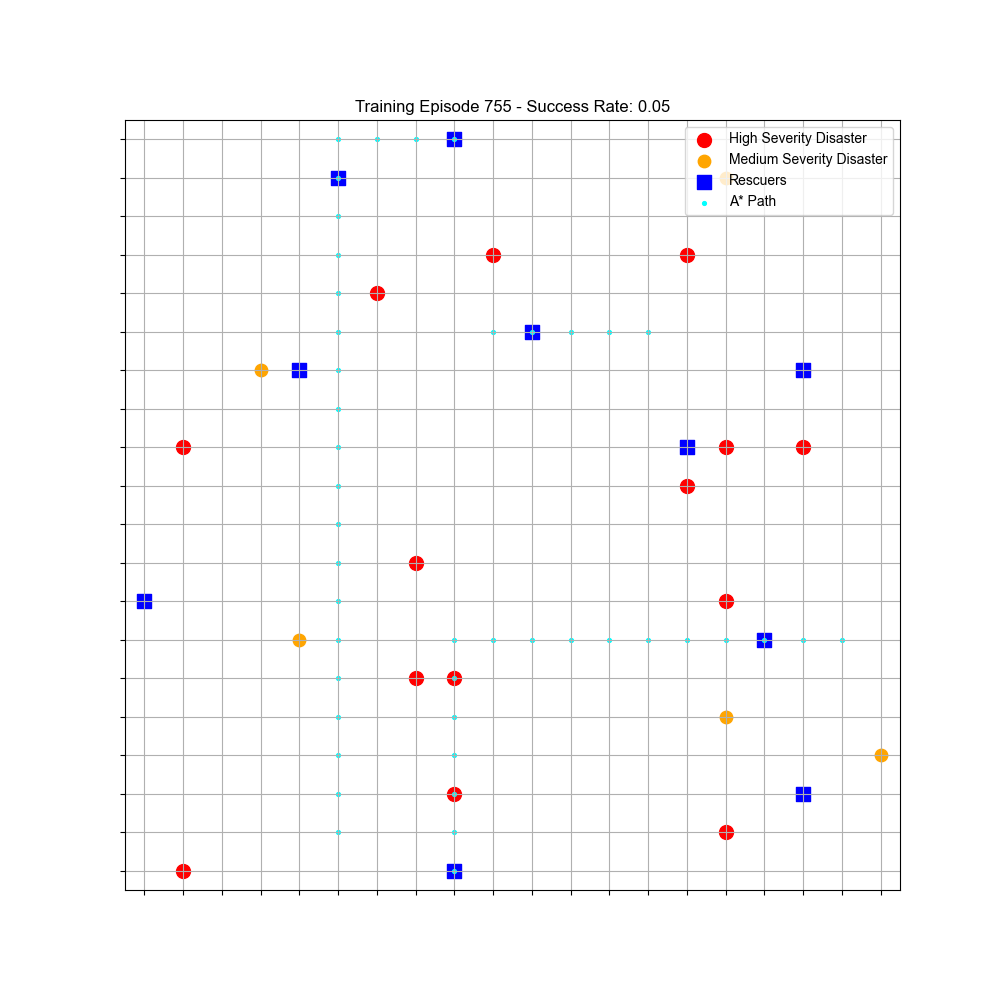 Training Episode 755 - Success Rate: 0.05
High Severity Disaster
Medium Severity Disaster
Rescuers
A* Path